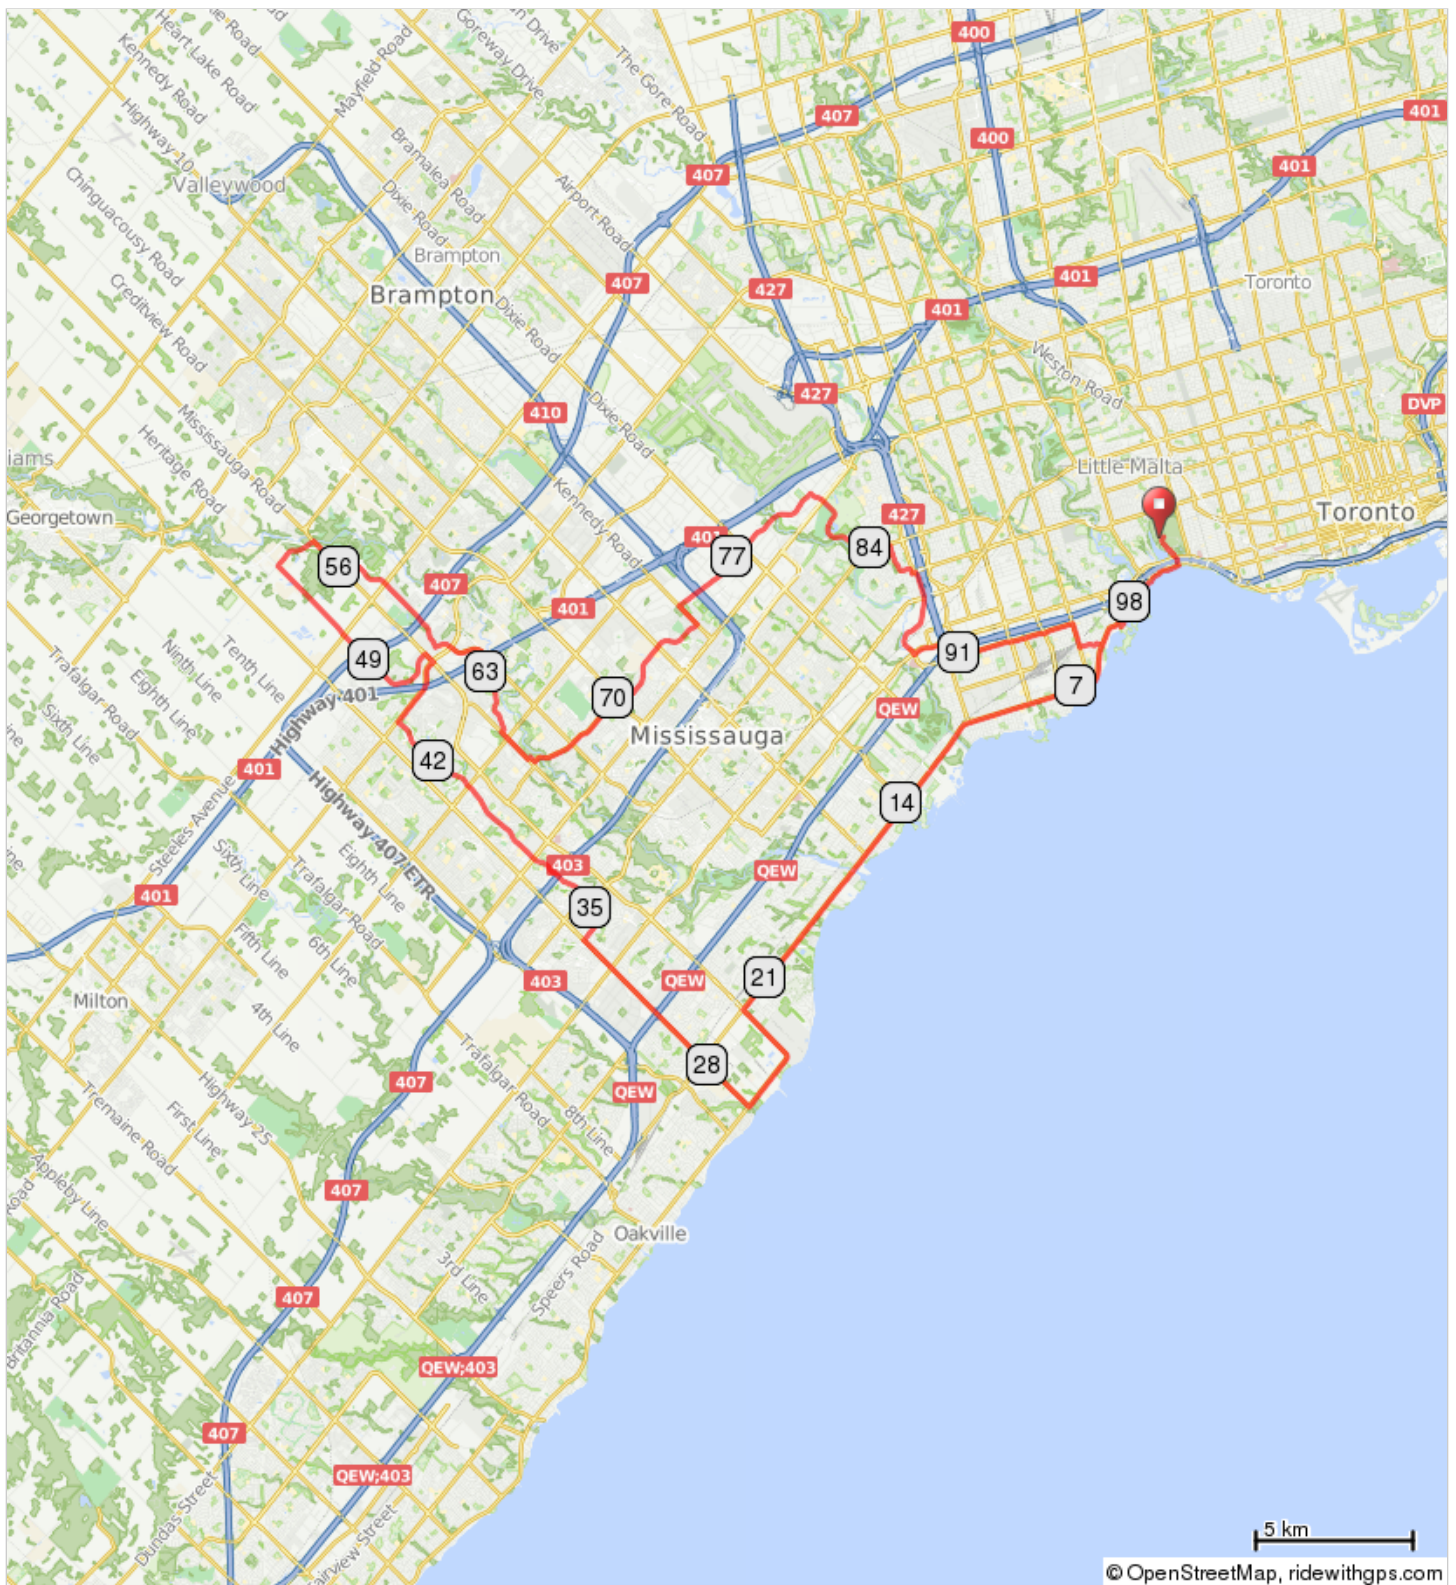 Heart Lake Road
Goreway Drive
Drive
400
Kennedy Road
Mayfield Road
The Gore Road
Highway 10
407
401
Bramalea Road
400
401
Valleywood
407
Chinguacousy Road
Dixie Road
Airport Road
Brampton
407
427
401
Toronto
Brampton
Creditview Road
Dixie Road
401
Weston Road
427
410
Dixie Road
DVP
Mississauga Road
Heritage Road
iams
Little Malta
Georgetown
Kennedy Road
427
Toronto
401
77
84
56
407
401
98
49
91
Tenth Line
Ninth Line
Eighth Line
Trafalgar Road
Sixth Line
63
7
70
Highway 401
QEW
Mississauga
42
401
14
Highway 407 ETR
Steeles Avenue
Sixth Line
Eighth Line
Trafalgar Road
403
QEW
401
35
Fifth Line
6th Line
403
QEW
21
Milton
4th Line
Trafalgar Road
28
407
QEW
Highway 25
First Line
Tremaine Road
8th Line
Appleby Line
Road
407
Oakville
3rd Line
Speers Road
407
Britannia Road
QEW;403
407
QEW;403
Dundas Street
Fairview Street
5 km
© OpenStreetMap, ridewithgps.com